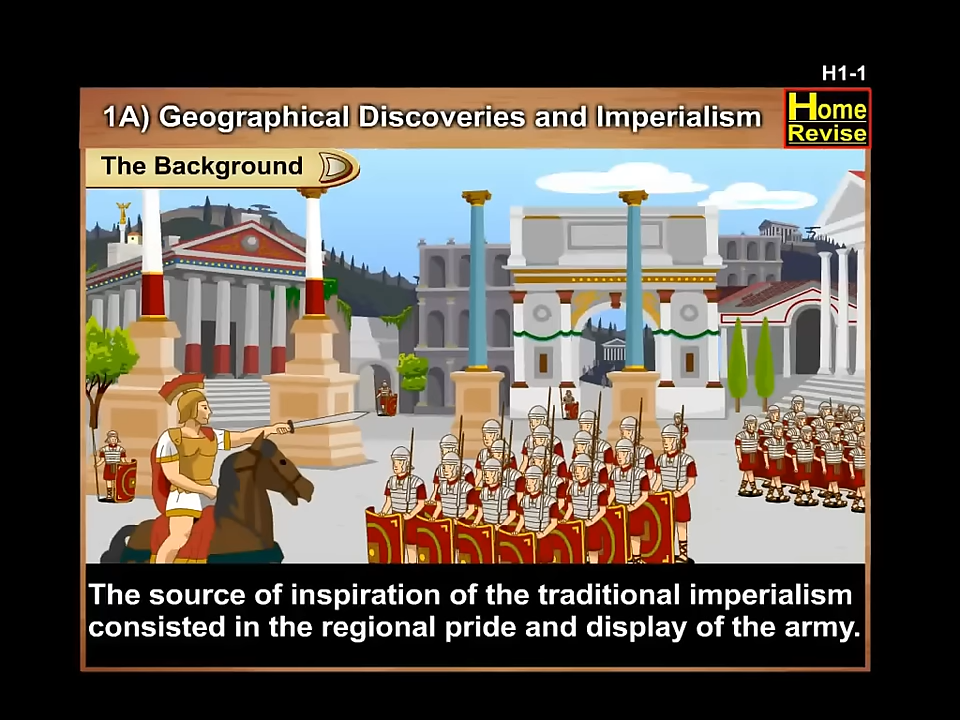 H1-1
1A) Geographical Discoveries and Imperialism
Home
Revise
The Background
The source of inspiration of the traditional imperialism
consisted in the regional pride and display of the army.